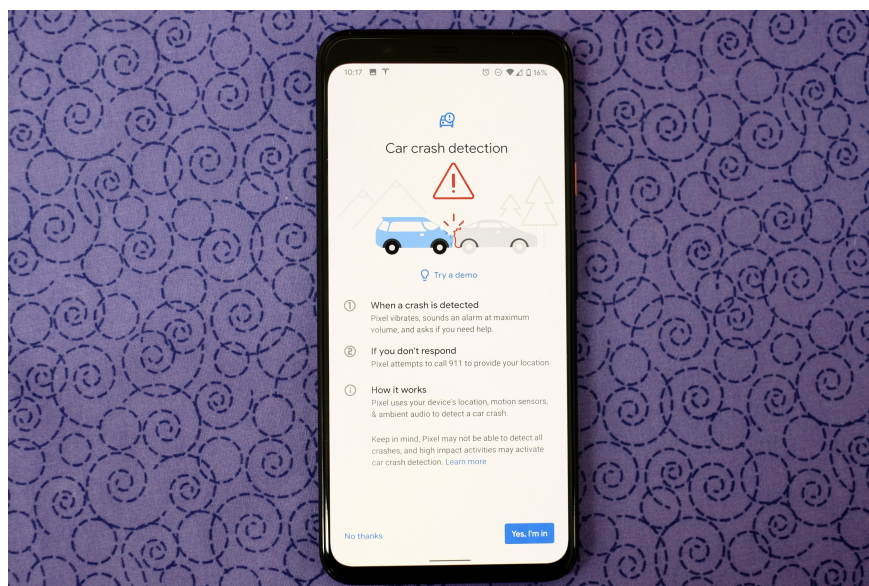 10:17 16%
Car crash detection
Try a demo
1 When a crash is detected
Pixel vibrates, sounds an alarm at maximum
volume, and asks if you need help.
2 If you don't respond
Pixel attempts to call 911 to provide your location.
How it works
Pixel uses your device's location, motion sensors,
& ambient audio to detect a car crash.
Keep in mind, Pixel may not be able to detect all
crashes, and high impact activities may activate
car crash detection. Learn more
No thanks Yes, I'm in